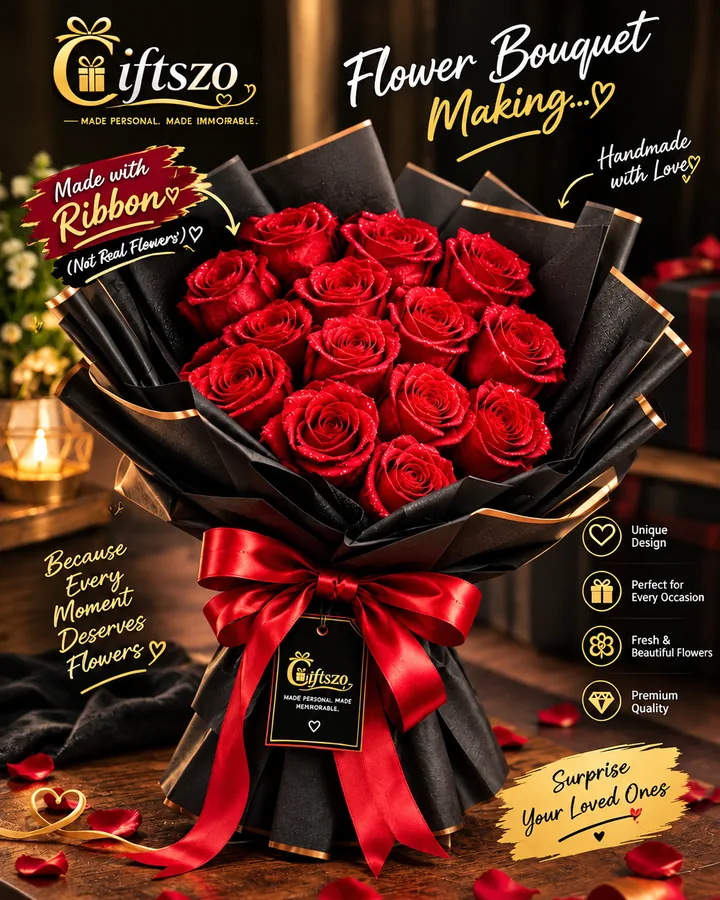 Giftszo
MADE PERSONAL. MADE IMMORABLE.
Flower Bouquet
Making...
Handmade
with Love
Made with
Ribbon
(Not Real Flowers')
Unique
Design
Perfect for
Every Occasion
Fresh &
Beautiful Flowers
Premium
Quality
Because
Every
Moment
Deserves
Flowers
Giftszo
MADE PERSONAL. MADE
HEMRORABLE.
Surprise
Your Loved Ones